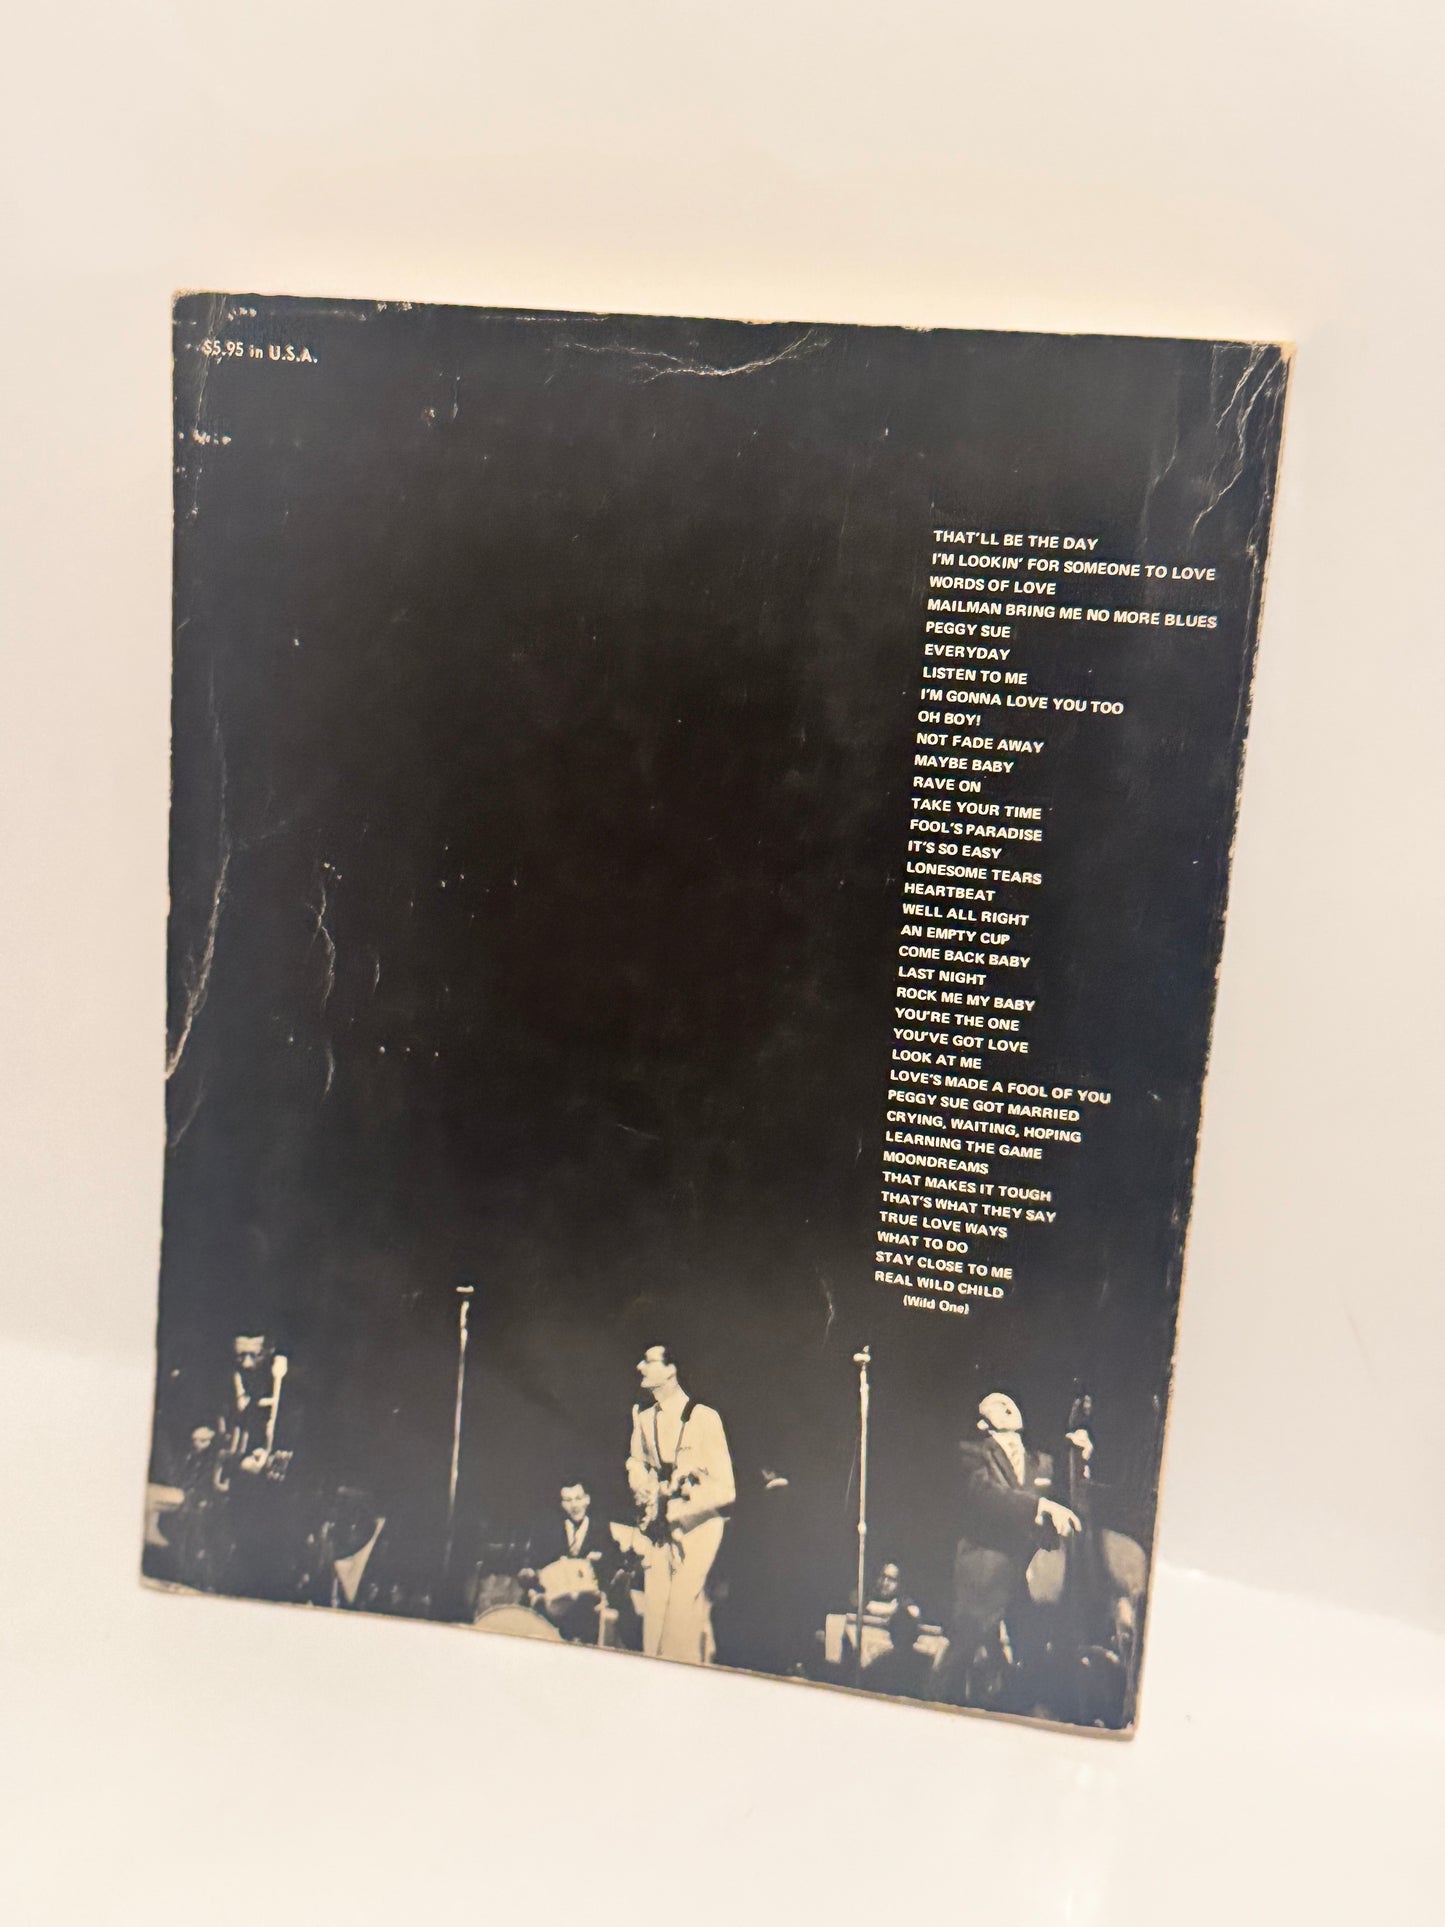 $5.95 in U.S.A.
THAT'LL BE THE DAY
I'M LOOKIN' FOR SOMEONE TO LOVE
WORDS OF LOVE
MAILMAN BRING ME NO MORE BLUES
PEGGY SUE
EVERYDAY
LISTEN TO ME
I'M GONNA LOVE YOU TOO
OH BOY!
NOT FADE AWAY
MAYBE BABY
RAVE ON
TAKE YOUR TIME
FOOL'S PARADISE
IT'S SO EASY
LONESOME TEARS
HEARTBEAT
WELL ALL RIGHT
AN EMPTY CUP
COME BACK BABY
LAST NIGHT
ROCK ME MY BABY
YOU'RE THE ONE
YOU'VE GOT LOVE
LOOK AT ME
LOVE'S MADE A FOOL OF YOU
PEGGY SUE GOT MARRIED
CRYING, WAITING, HOPING
LEARNING THE GAME
MOONDREAMS
THAT MAKES IT TOUGH
THAT'S WHAT THEY SAY
TRUE LOVE WAYS
WHAT TO DO
STAY CLOSE TO ME
REAL WILD CHILD
(Wild One)